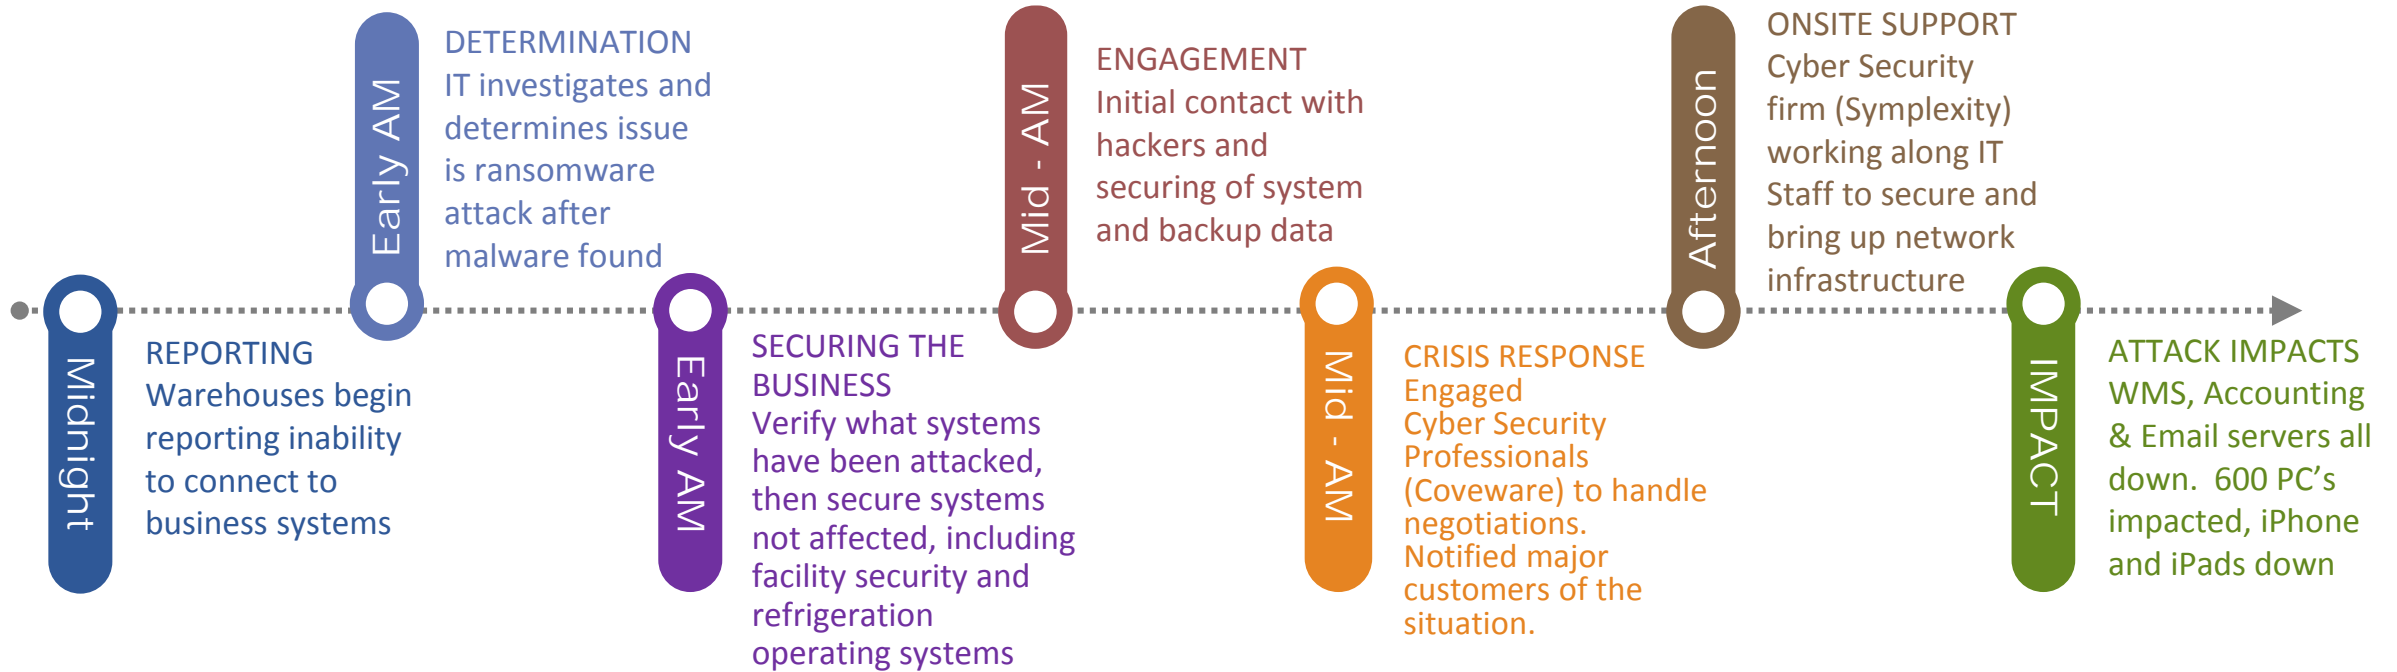 Midnight
REPORTING
Warehouses begin
reporting inability
to connect to
business systems
Early AM
DETERMINATION
IT investigates and
determines issue
is ransomware
attack after
malware found
Early AM
SECURING THE
BUSINESS
Verify what systems
have been attacked,
then secure systems
not affected, including
facility security and
refrigeration
operating systems
Mid - AM
ENGAGEMENT
Initial contact with
hackers and
securing of system
and backup data
Mid - AM
CRISIS RESPONSE
Engaged
Cyber Security
Professionals
(Coveware) to handle
negotiations.
Notified major
customers of the
situation.
Afternoon
ONSITE SUPPORT
Cyber Security
firm (Symplexity)
working along IT
Staff to secure and
bring up network
infrastructure
IMPACT
ATTACK IMPACTS
WMS, Accounting
& Email servers all
down.  600 PC’s
impacted, iPhone
and iPads down